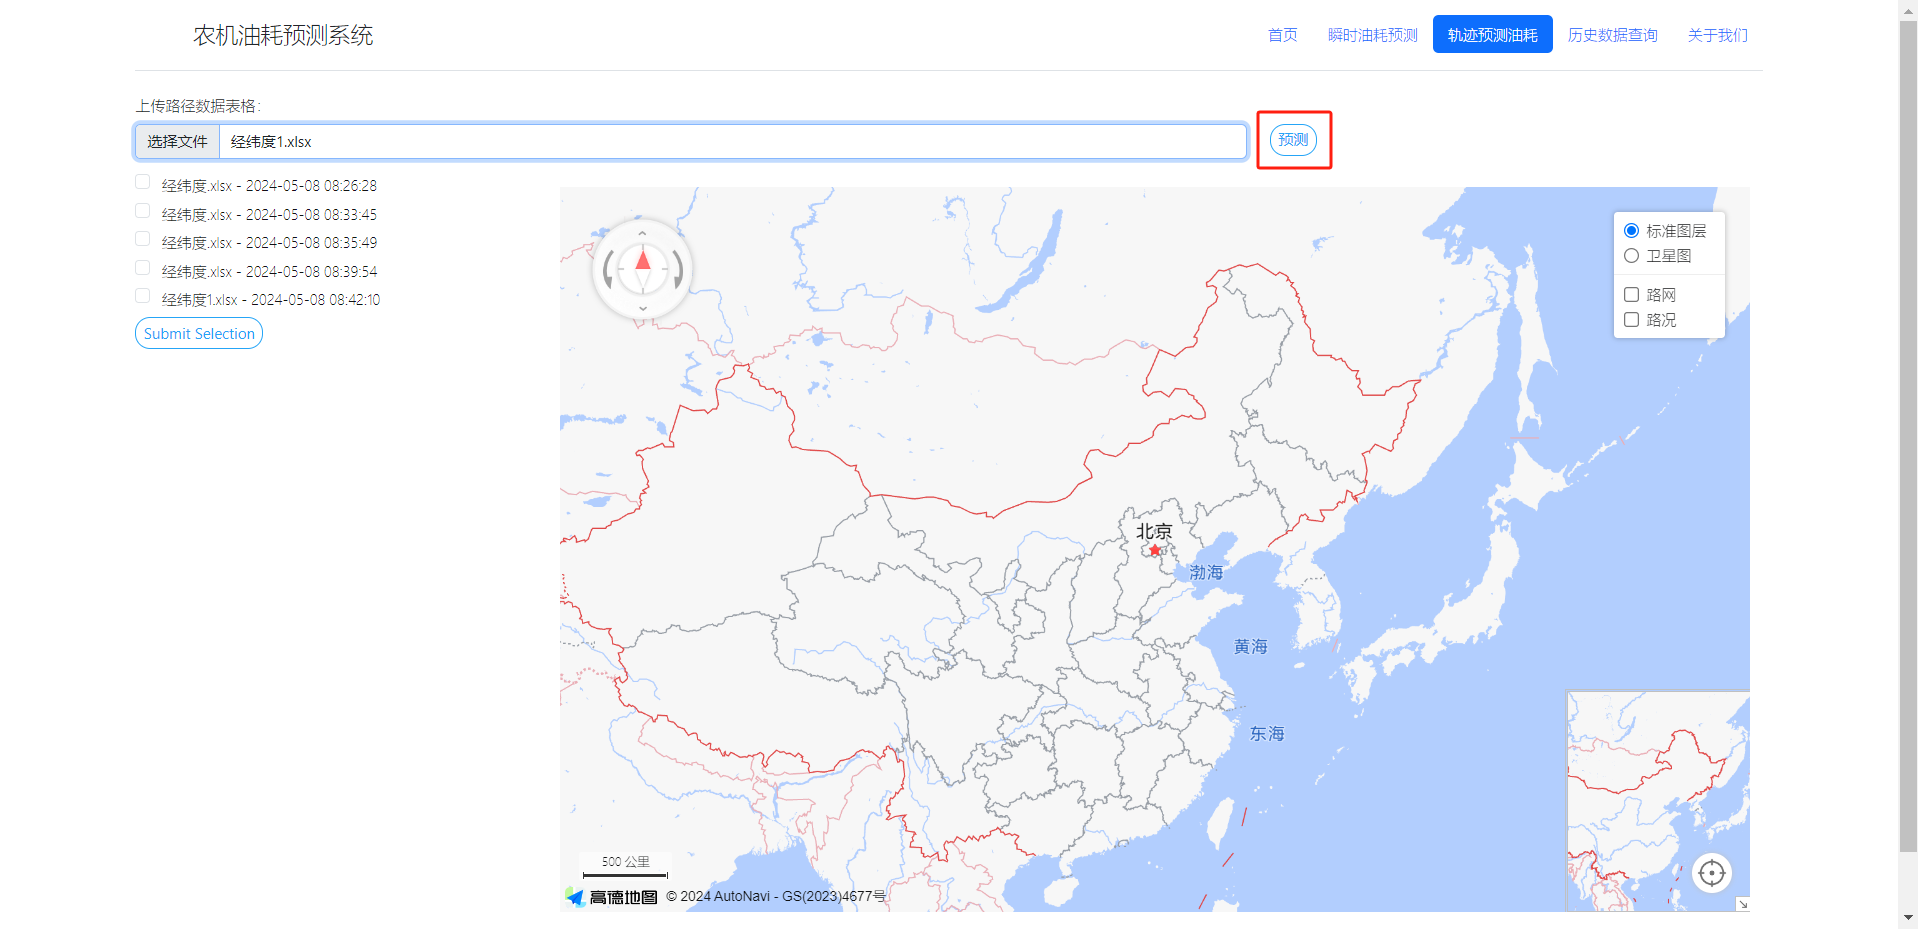 农机油耗预测系统
首页 瞬时油耗预测 轨迹预测油耗 历史数据查询 关于我们
上传路径数据表格：
选择文件 经纬度1.xlsx 预测
经纬度.xlsx - 2024-05-08 08:26:28
经纬度.xlsx - 2024-05-08 08:33:45
经纬度.xlsx - 2024-05-08 08:35:49
经纬度.xlsx - 2024-05-08 08:39:54
经纬度1.xlsx - 2024-05-08 08:42:10
Submit Selection
标准图层
卫星图
路网
路况
北京
渤海
黄海
东海
500 公里
高德地图 © 2024 AutoNavi - GS(2023)4677号